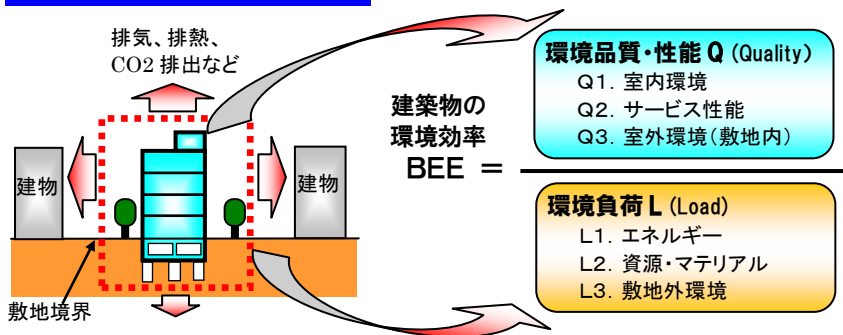 排気、排熱、
CO2 排出など
建物
建物
敷地境界
建築物の
環境効率
BEE =
環境品質・性能 Q (Quality)
Q1. 室内環境
Q2. サービス性能
Q3. 室外環境(敷地内)
環境負荷 L (Load)
L1. エネルギー
L2. 資源・マテリアル
L3. 敷地外環境